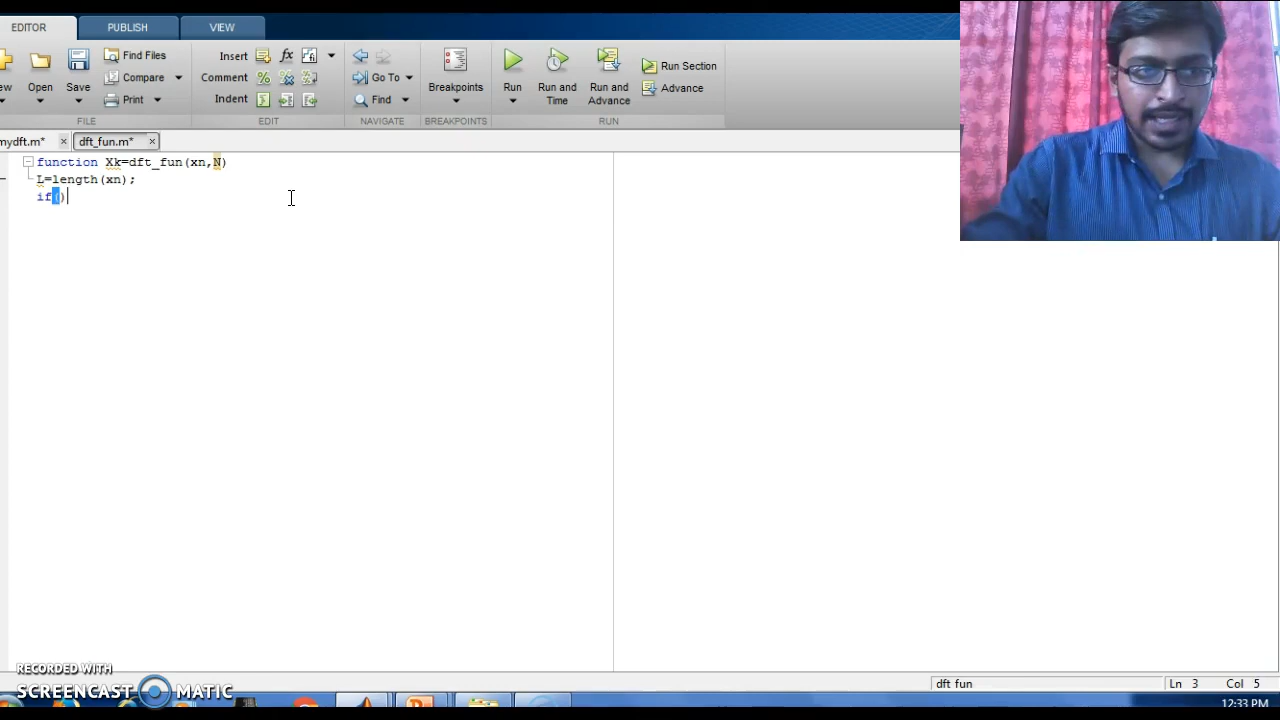 EDITOR PUBLISH VIEW
Find Files Insert fx
Compare Comment Go To
Open Save Print Indent Find Breakpoints Run Run and Time Run and Advance Run Section Advance
FILE EDIT NAVIGATE BREAKPOINTS RUN
mydft.m* × dft_fun.m* ×
function Xk=dft_fun(xn,N)
L=length(xn);
if()
RECORDED WITH
SCREENCAST MATIC
dft fun Ln 3 Col 5
12:33 PM